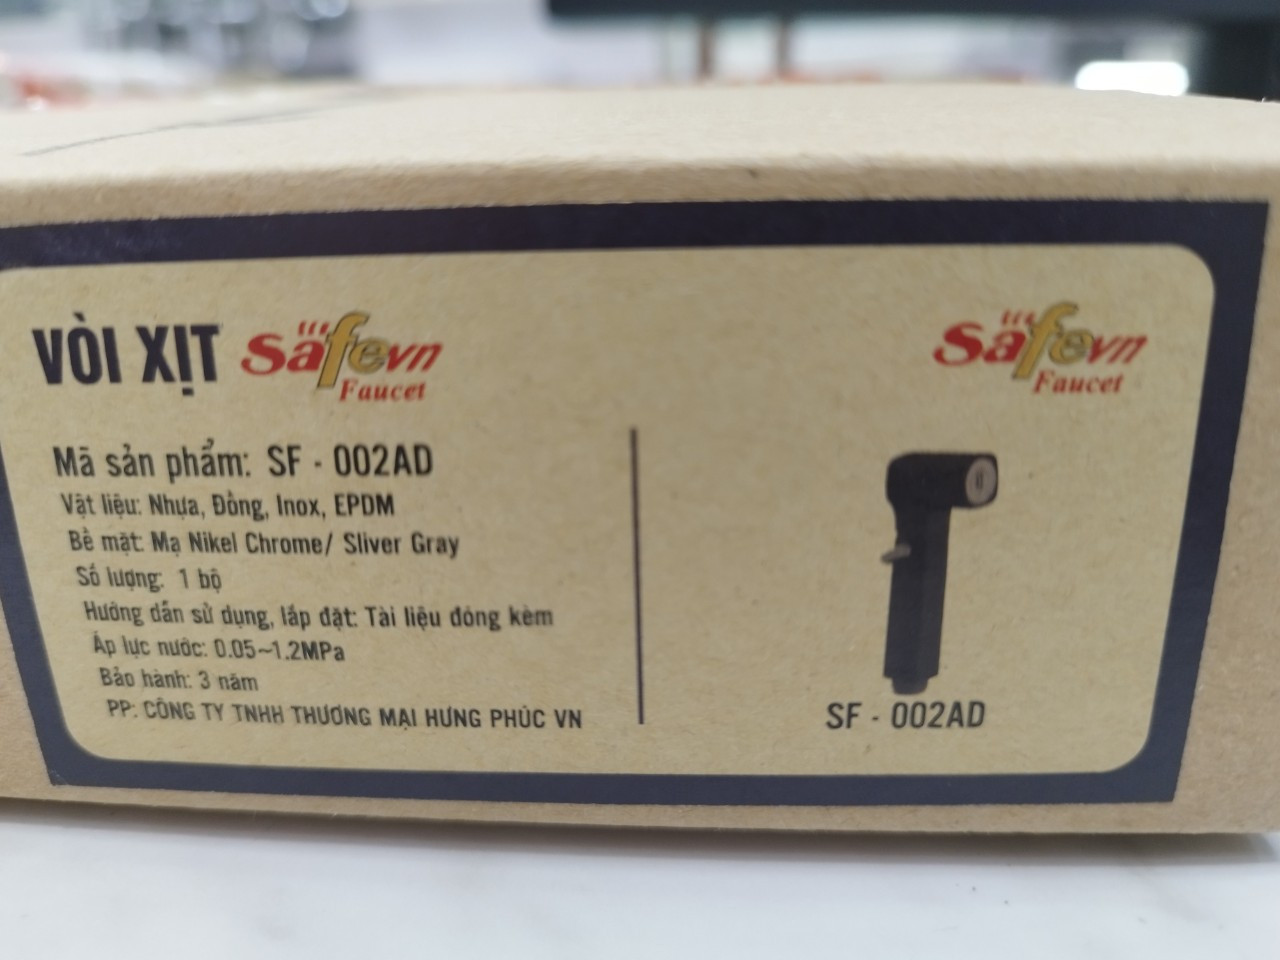 VÒI XỊT Safevn Faucet
Mã sản phẩm: SF - 002AD
Vật liệu: Nhựa, Đồng, Inox, EPDM
Bề mặt: Mạ Nikel Chrome/ Sliver Gray
Số lượng: 1 bộ
Hướng dẫn sử dụng, lắp đặt: Tài liệu đóng kèm
Áp lực nước: 0.05~1.2MPa
Bảo hành: 3 năm
PP: CÔNG TY TNHH THƯƠNG MẠI HƯNG PHÚC VN
Safevn
Faucet
SF - 002AD